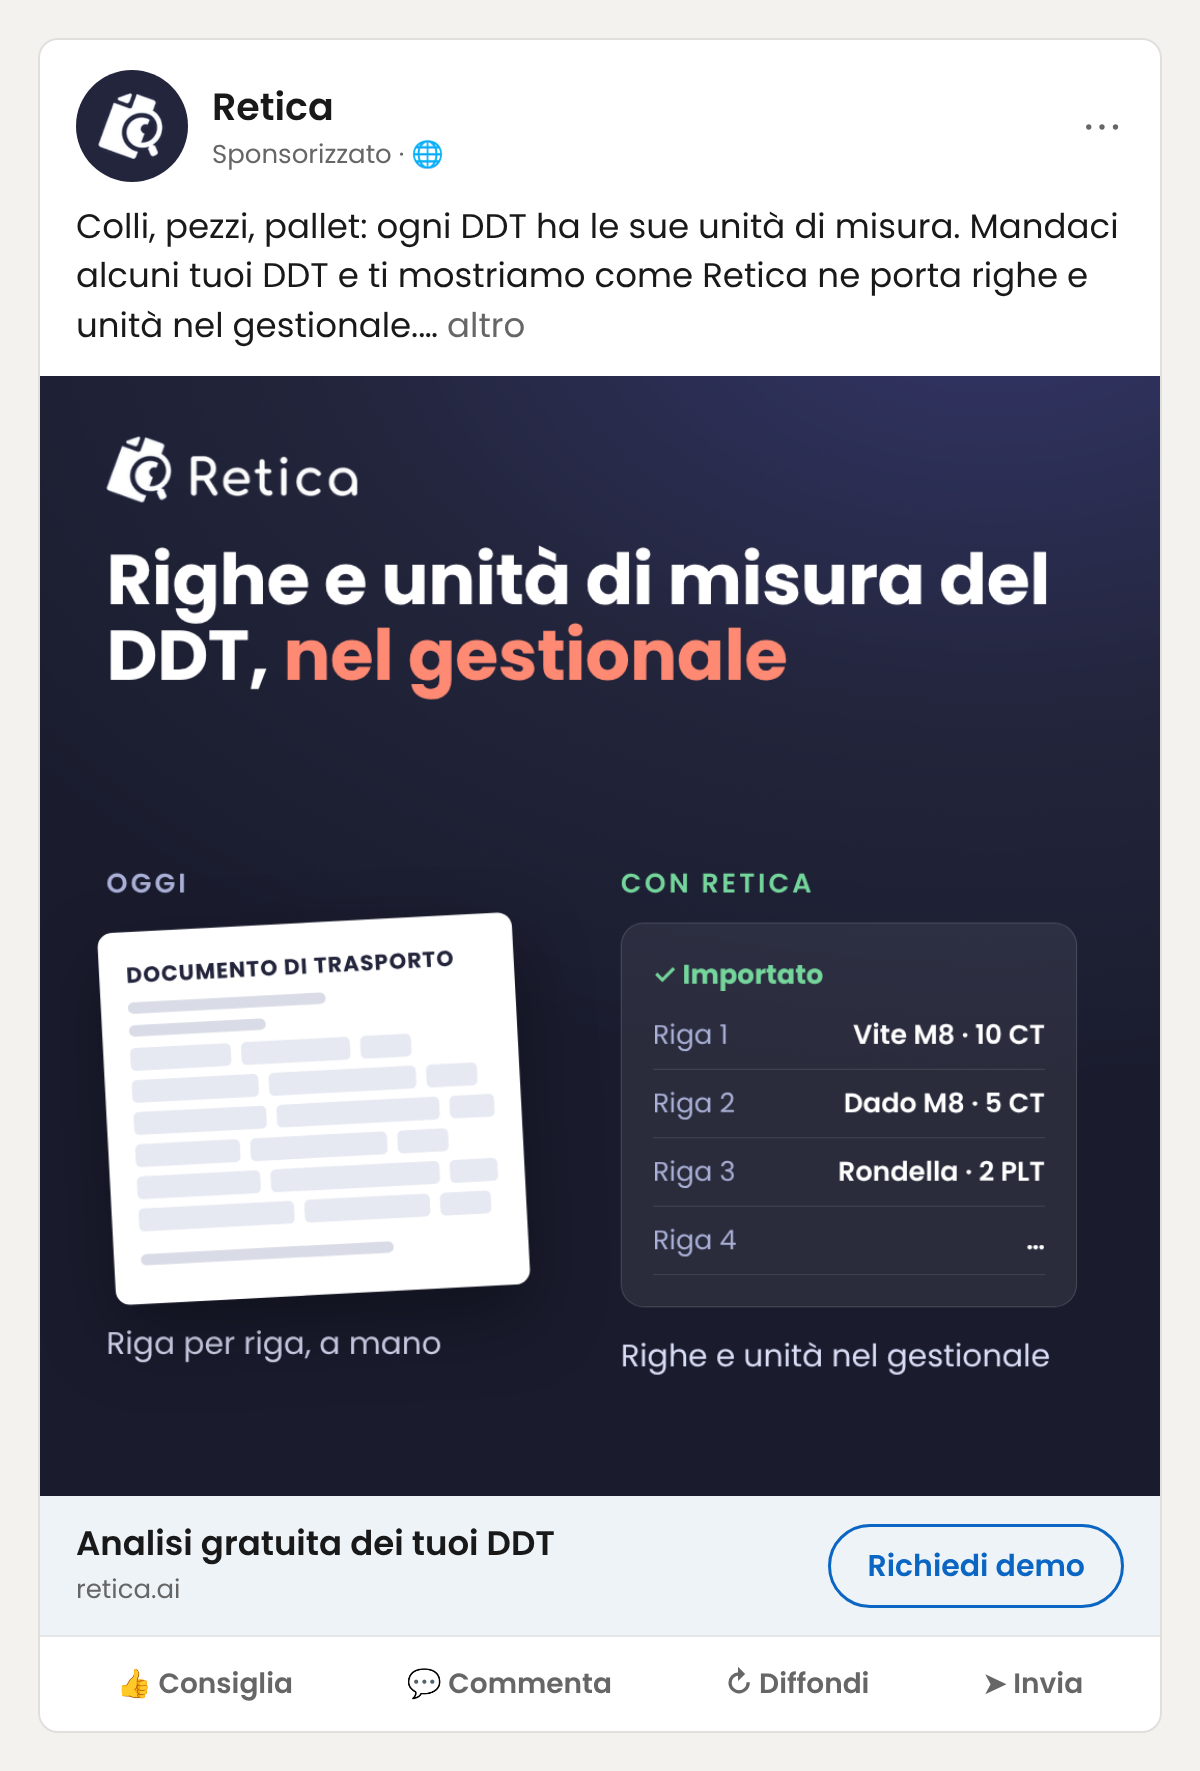 Retica
Sponsorizzato ·
Colli, pezzi, pallet: ogni DDT ha le sue unità di misura. Mandaci
alcuni tuoi DDT e ti mostriamo come Retica ne porta righe e
unità nel gestionale.... altro
Retica
Righe e unità di misura del
DDT, nel gestionale
OGGI
DOCUMENTO DI TRASPORTO
Riga per riga, a mano
CON RETICA
✓ Importato
Riga 1 Vite M8 · 10 CT
Riga 2 Dado M8 · 5 CT
Riga 3 Rondella · 2 PLT
Riga 4 ...
Righe e unità nel gestionale
Analisi gratuita dei tuoi DDT
retica.ai
Richiedi demo
Consiglia
Commenta
Diffondi
Invia